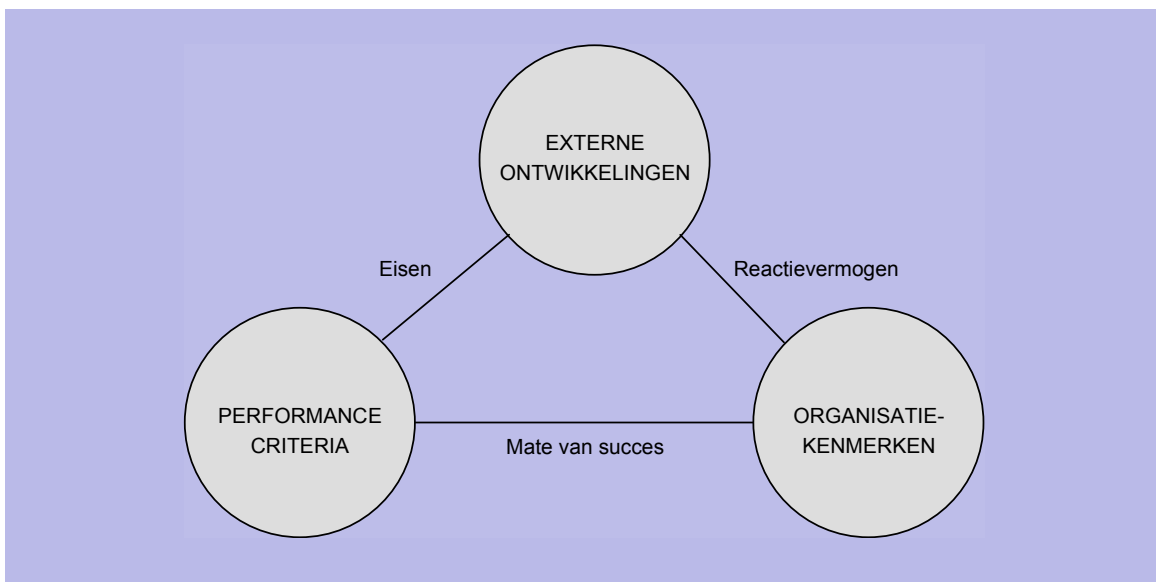 EXTERNE
ONTWIKKELINGEN
Eisen
Reactievermogen
PERFORMANCE
CRITERIA
Mate van succes
ORGANISATIE-
KENMERKEN